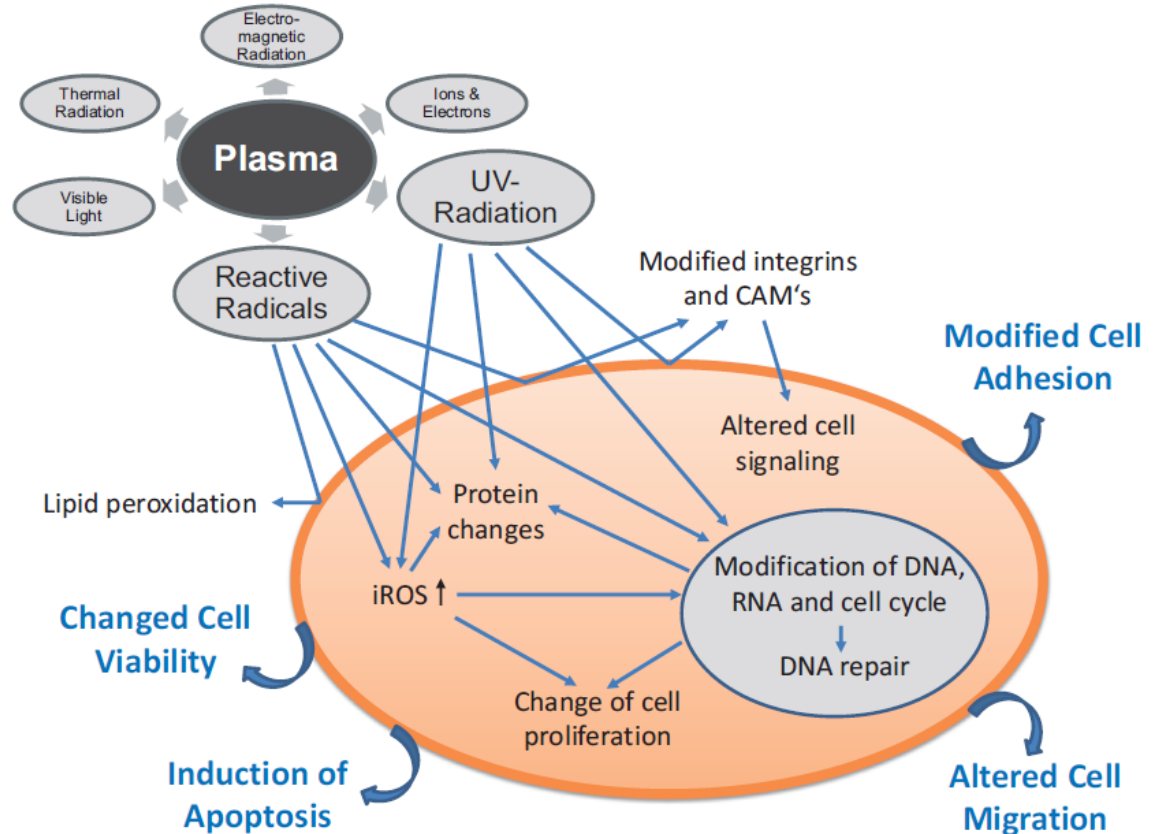 Electro-
magnetic
Radiation
Thermal
Radiation
Ions &
Electrons
Plasma
Visible
Light
UV-
Radiation
Reactive
Radicals
Modified integrins
and CAM‘s
Modified Cell
Adhesion
Altered cell
signaling
Lipid peroxidation
Protein
changes
Modification of DNA,
RNA and cell cycle
iROS ↑
DNA repair
Changed Cell
Viability
Change of cell
proliferation
Induction of
Apoptosis
Altered Cell
Migration